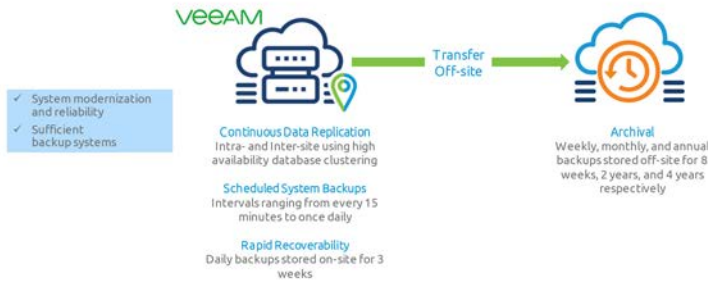 VEEAM
Transfer
Off-site
✓ System modernization
and reliability
✓ Sufficient
backup systems
Continuous Data Replication
Intra- and Inter-site using high
availability database clustering
Scheduled System Backups
Intervals ranging from every 15
minutes to once daily
Rapid Recoverability
Daily backups stored on-site for 3
weeks
Archival
Weekly, monthly, and annual
backups stored off-site for 8
weeks, 2 years, and 4 years
respectively